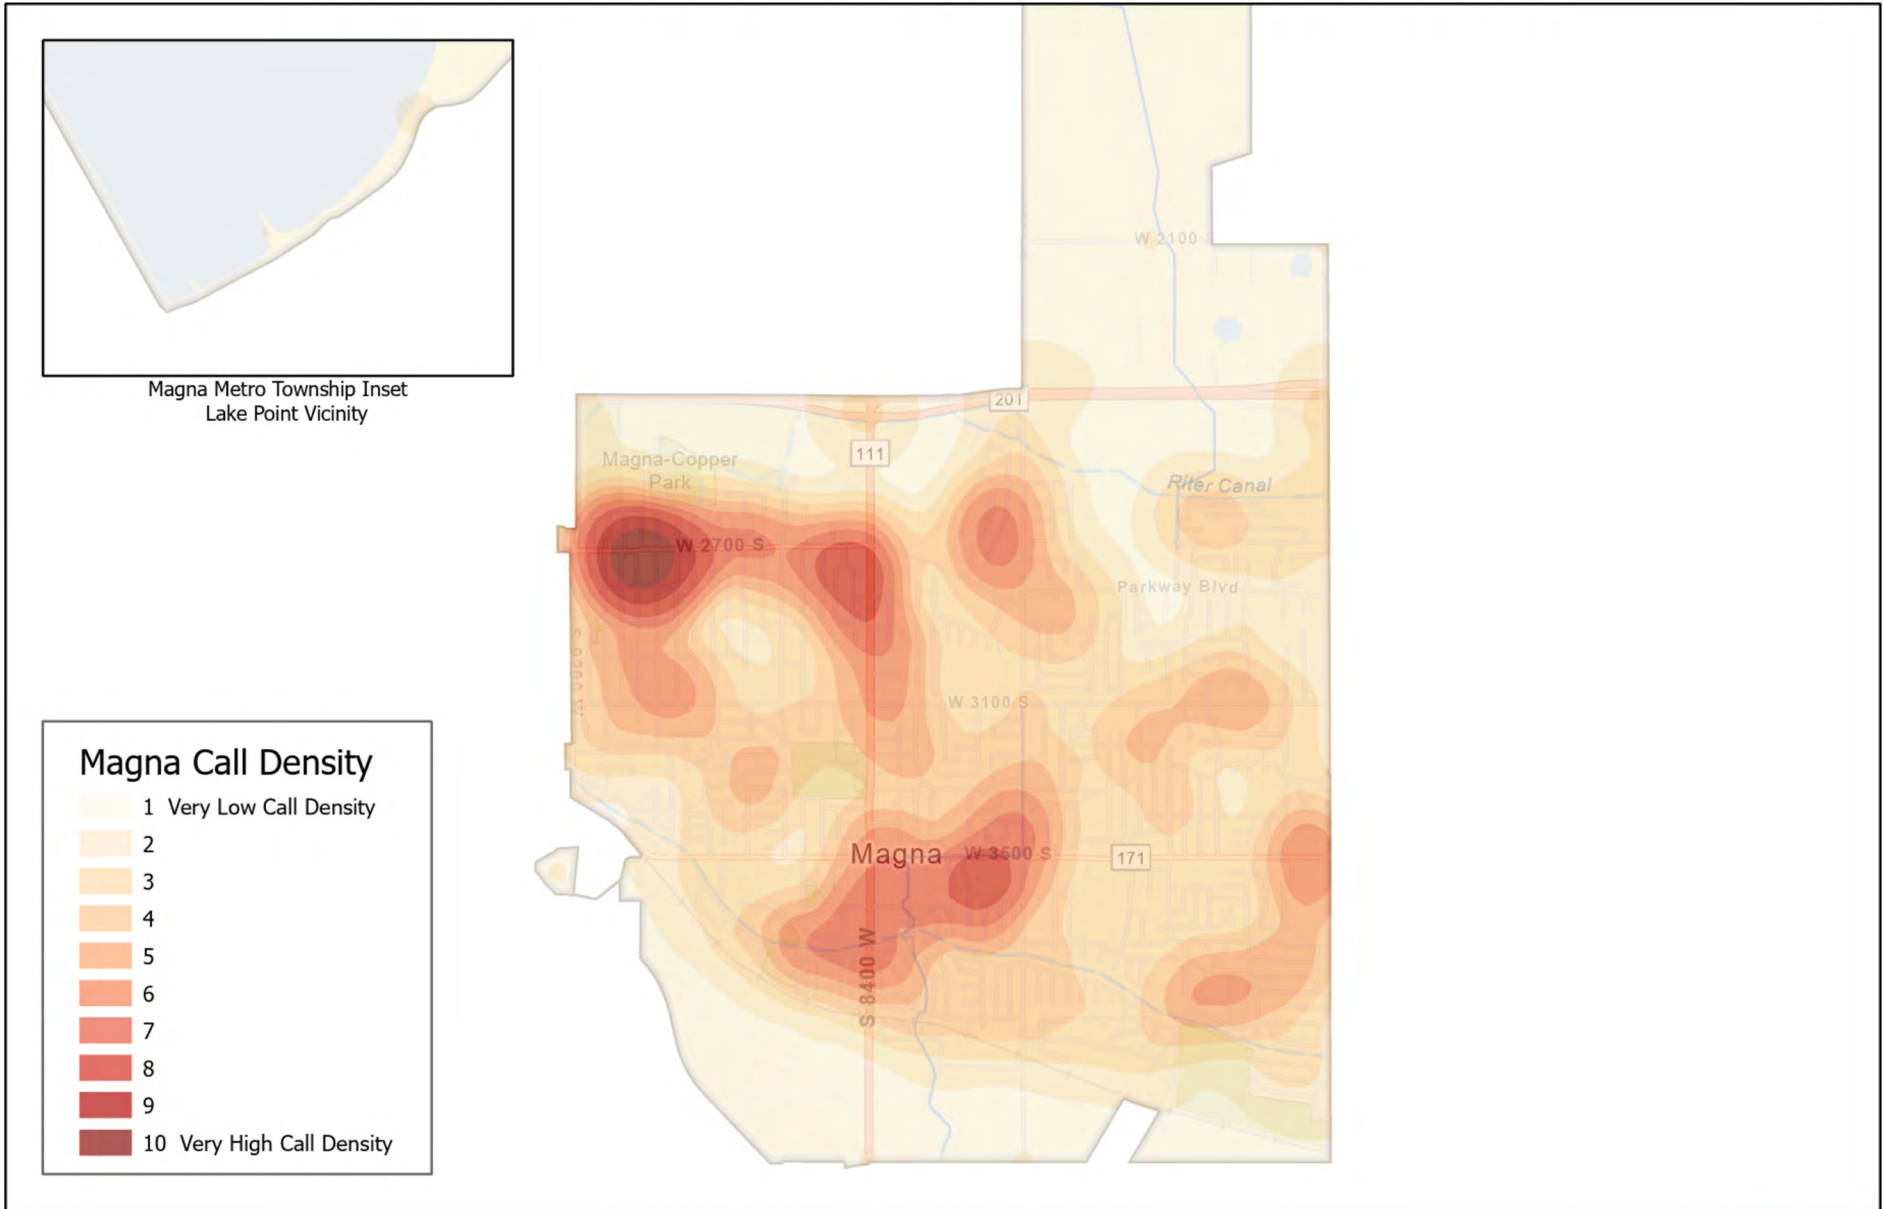 Magna Metro Township Inset
Lake Point Vicinity
W 2100 S
201
111
Magna-Copper
Park
Riter Canal
W 2700 S
Parkway Blvd
S 9200 W
W 3100 S
Magna
W 3500 S
171
S 8400 W
Magna Call Density
1 Very Low Call Density
2
3
4
5
6
7
8
9
10 Very High Call Density